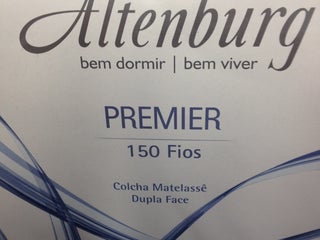 Altenburg
bem dormir | bem viver
PREMIER
150 Fios
Colcha Matelassê
Dupla Face